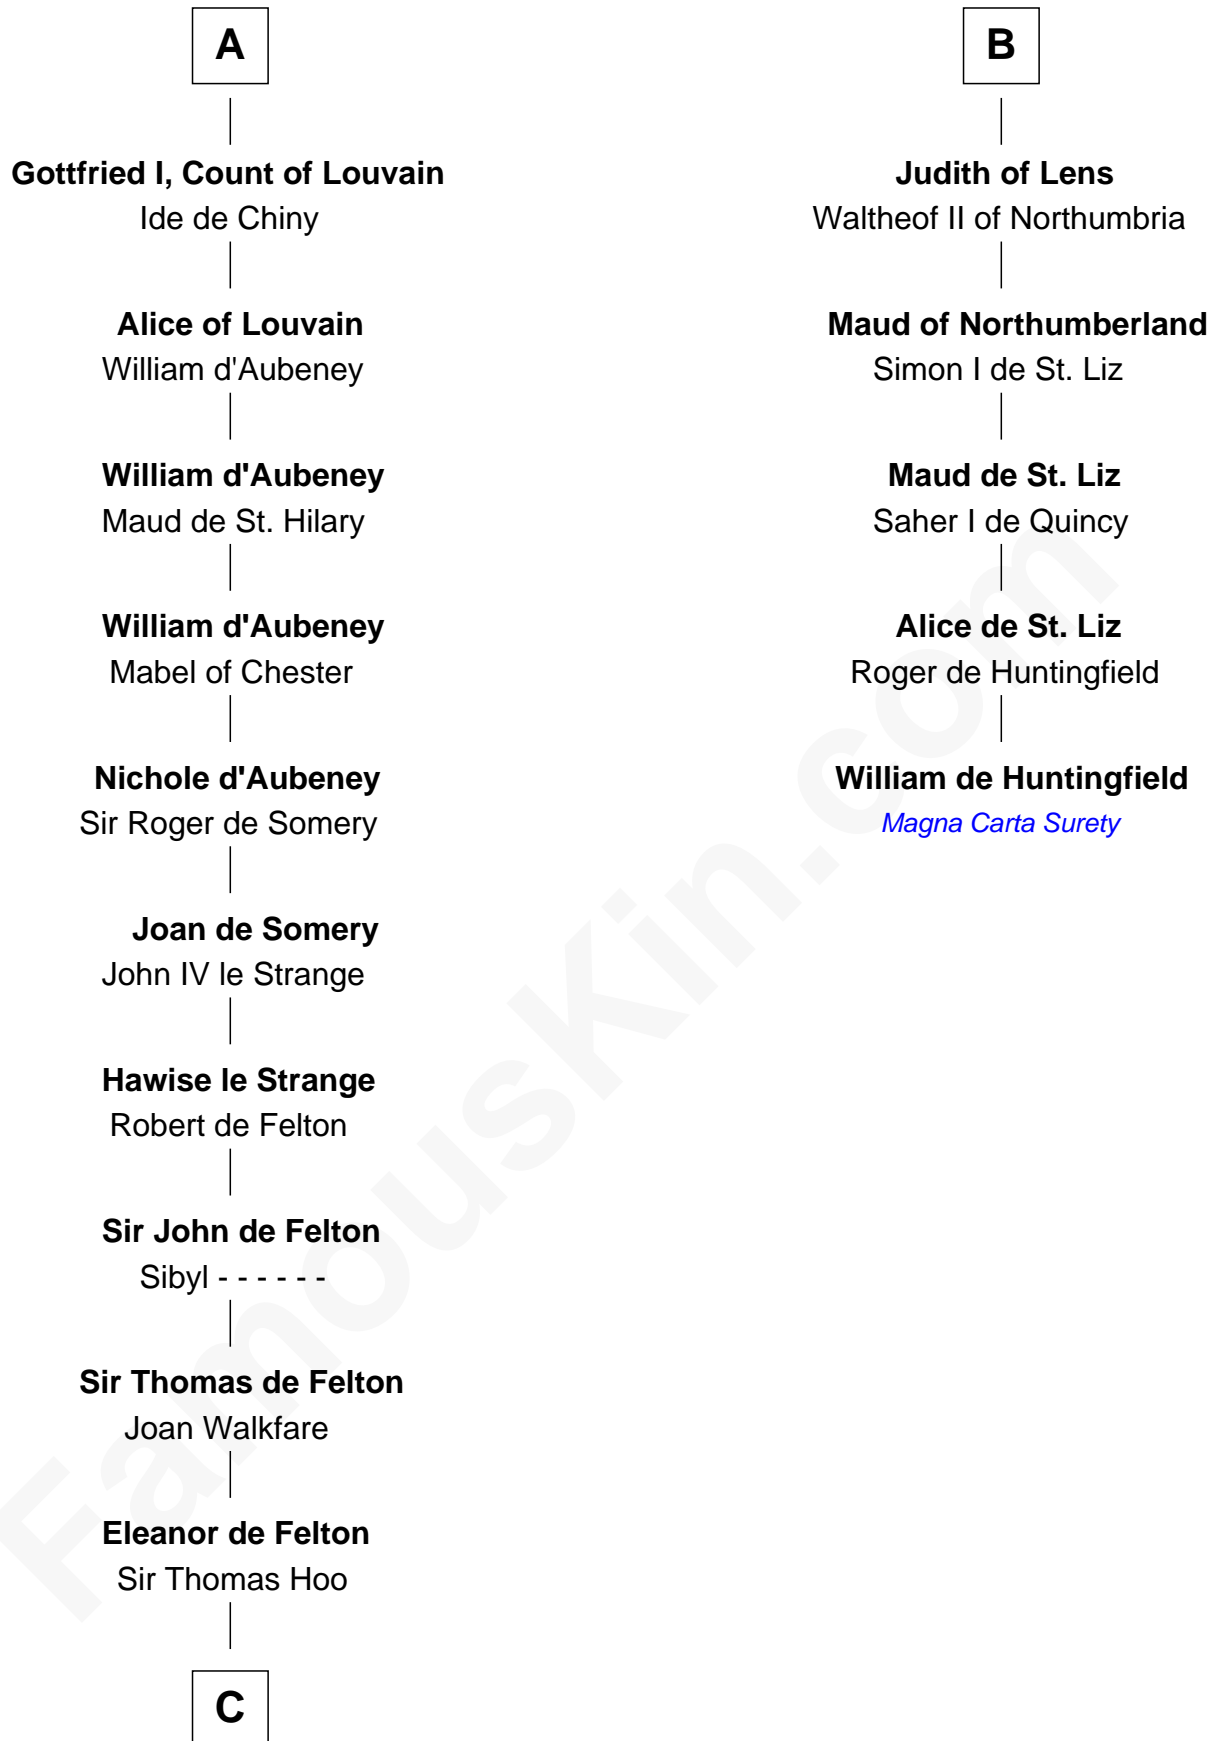 A
Gottfried I, Count of Louvain
Ide de Chiny
Alice of Louvain
William d'Aubeney
William d'Aubeney
Maud de St. Hilary
William d'Aubeney
Mabel of Chester
Nichole d'Aubeney
Sir Roger de Somery
Joan de Somery
John IV le Strange
Hawise le Strange
Robert de Felton
Sir John de Felton
Sibyl - - - - - -
Sir Thomas de Felton
Joan Walkfare
Eleanor de Felton
Sir Thomas Hoo
C
B
Judith of Lens
Waltheof II of Northumbria
Maud of Northumberland
Simon I de St. Liz
Maud de St. Liz
Saher I de Quincy
Alice de St. Liz
Roger de Huntingfield
William de Huntingfield
Magna Carta Surety
FamousKin.com